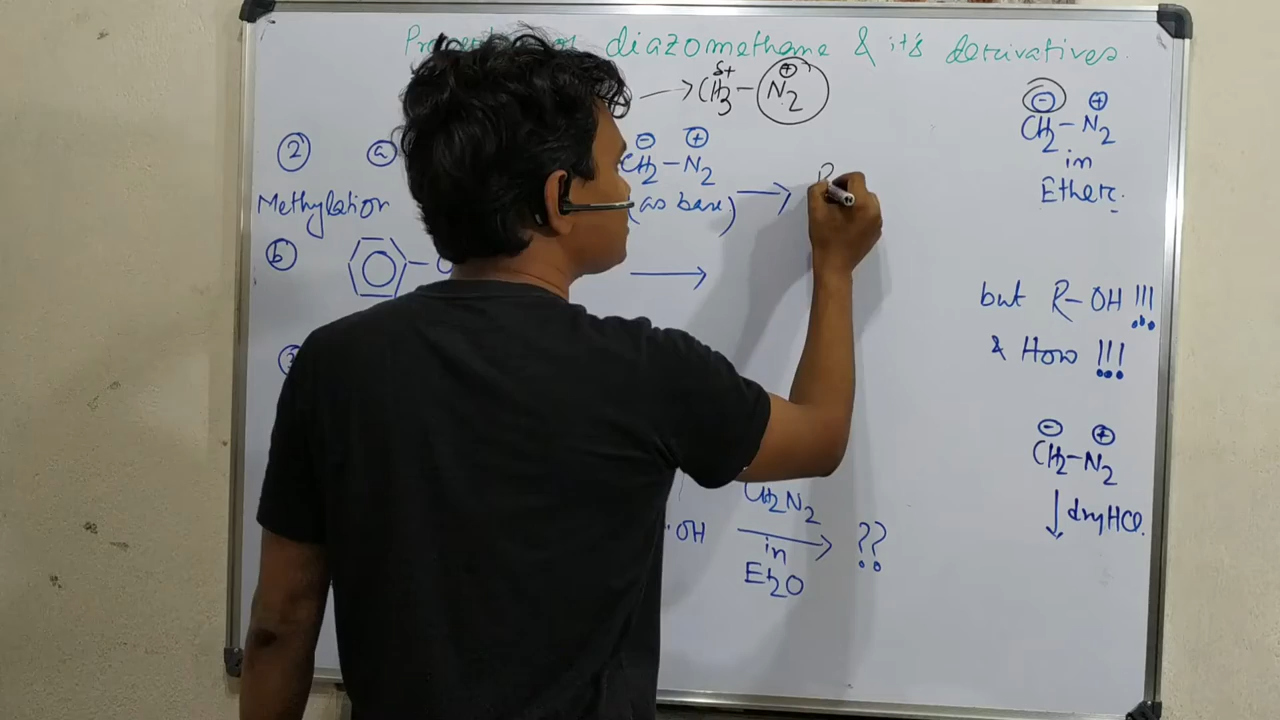 diazomethane & it's derivatives.
→ CH3 – N2 ⊕
δ+
② ⓐ
⊖ ⊕
CH2 – N2 →
Methylation
(as base)
ⓑ →
⊖ ⊕
CH2 – N2
in
Ether.
but R–OH !!!
& How !!!
⊖ ⊕
CH2–N2
↓ dry HCl.
OH
CH2N2
→
in
Et2O
??